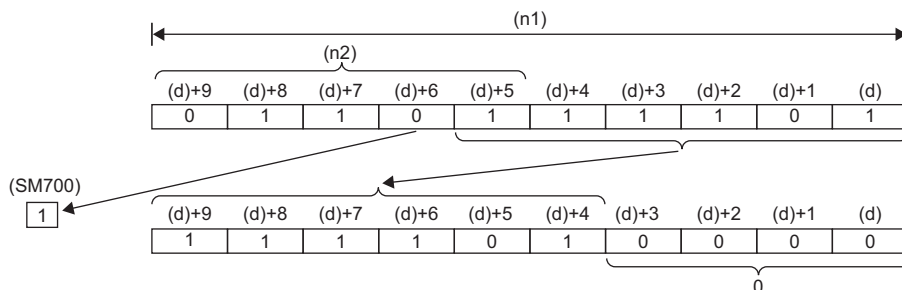 (n1)
(n2)
(d)+9 (d)+8 (d)+7 (d)+6 (d)+5 (d)+4 (d)+3 (d)+2 (d)+1 (d)
0 1 1 0 1 1 1 1 0 1
(SM700)
1
(d)+9 (d)+8 (d)+7 (d)+6 (d)+5 (d)+4 (d)+3 (d)+2 (d)+1 (d)
1 1 1 1 0 1 0 0 0 0
0